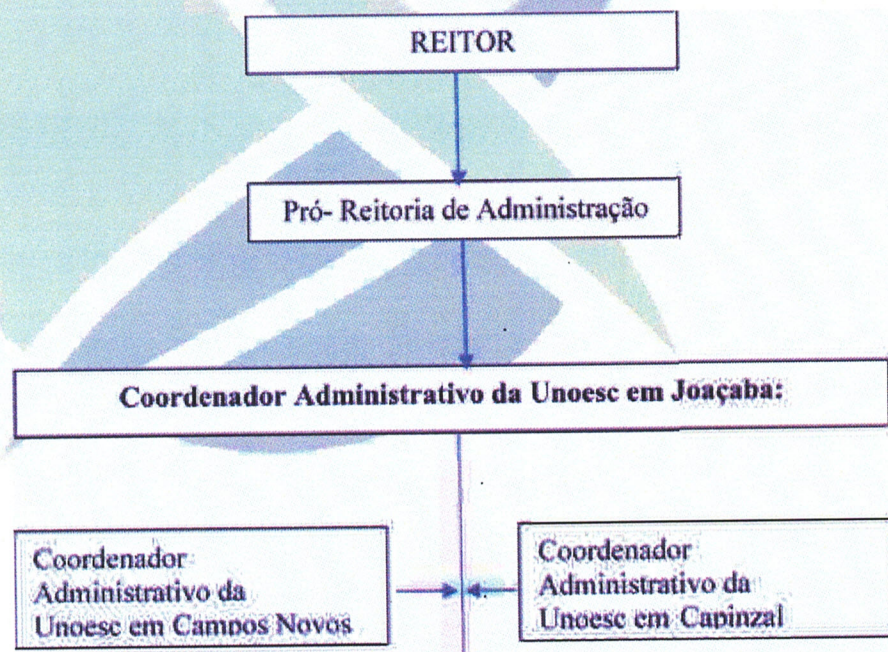 REITOR
Pró- Reitoria de Administração
Coordenador Administrativo da Unoesc em Joaçaba:
Coordenador
Administrativo da
Unoesc em Campos Novos
Coordenador
Administrativo da
Unoesc em Capinzal